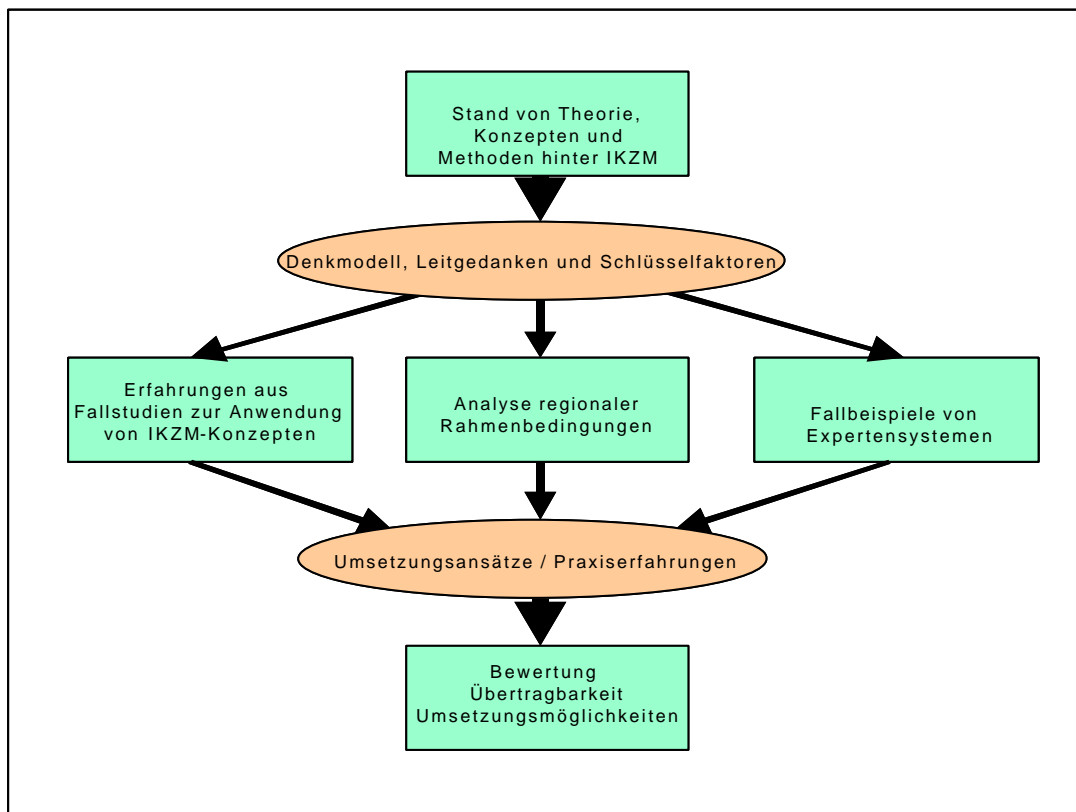 Stand von Theorie,
Konzepten und
Methoden hinter IKZM
Denkmodell, Leitgedanken und Schlüsselfaktoren
Erfahrungen aus
Fallstudien zur Anwendung
von IKZM-Konzepten
Analyse regionaler
Rahmenbedingungen
Fallbeispiele von
Expertensystemen
Umsetzungsansätze / Praxiserfahrungen
Bewertung
Übertragbarkeit
Umsetzungsmöglichkeiten